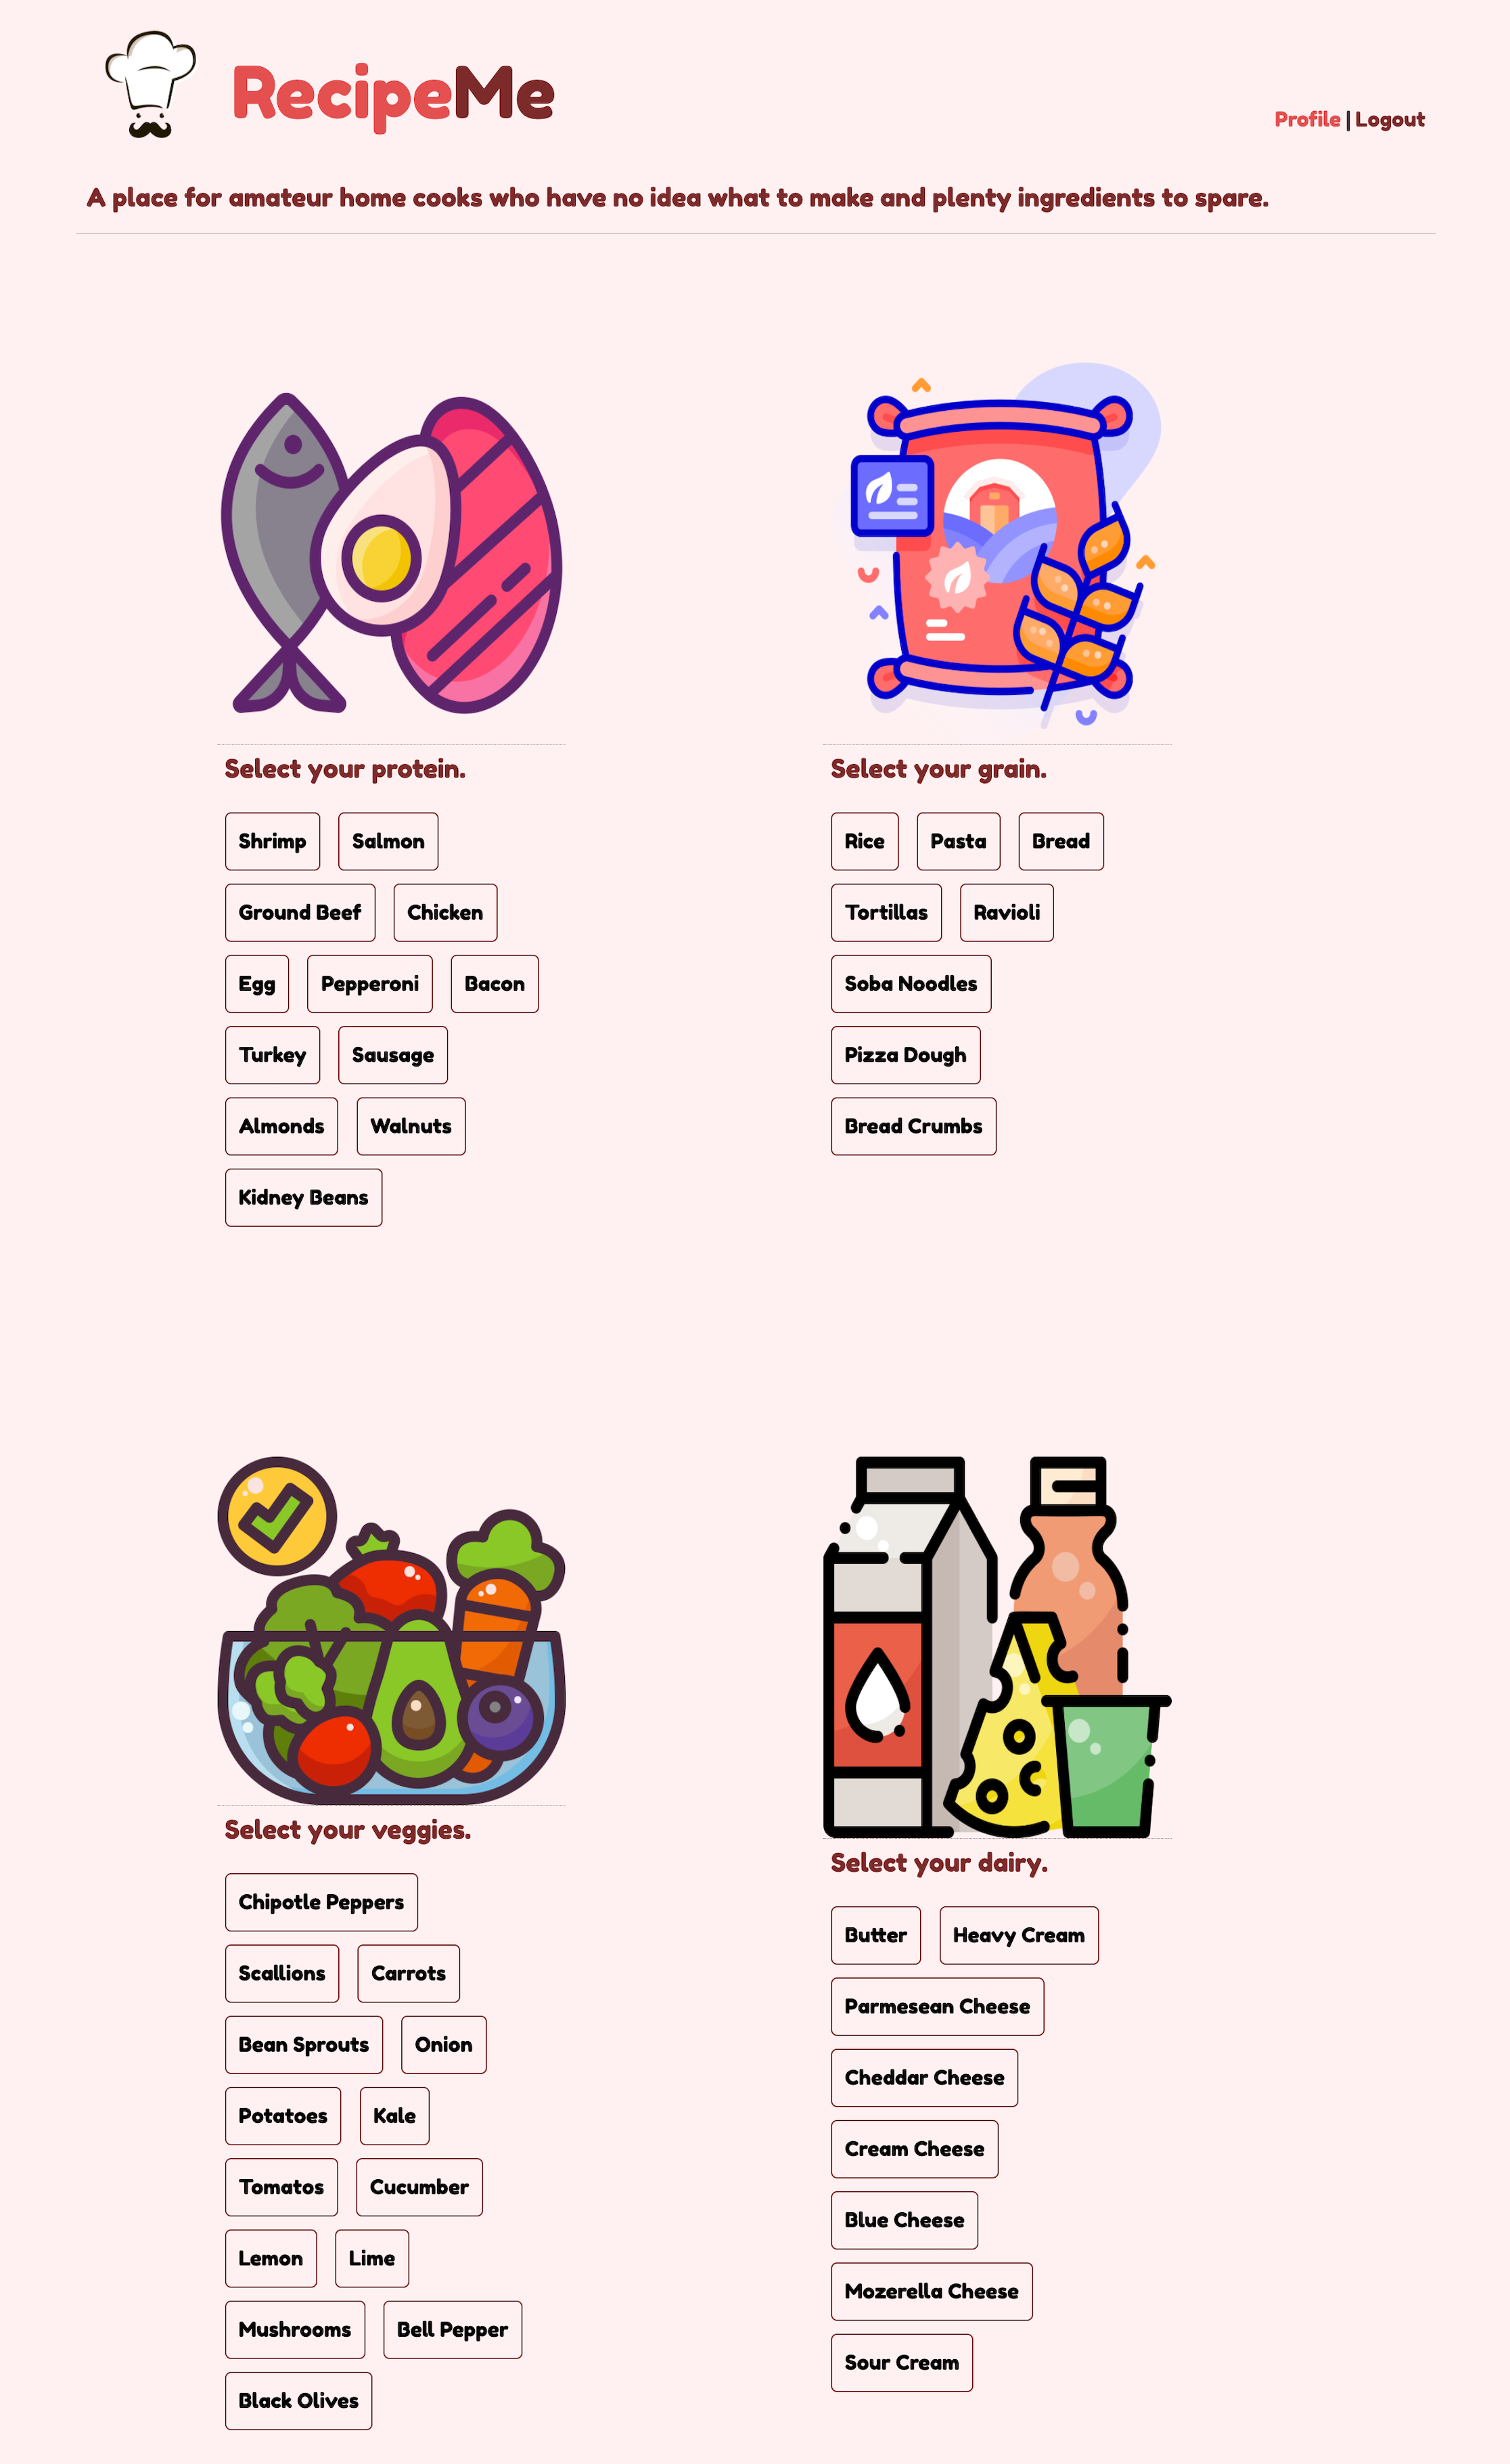 RecipeMe
Profile | Logout
A place for amateur home cooks who have no idea what to make and plenty ingredients to spare.
Select your protein.
Shrimp Salmon
Ground Beef Chicken
Egg Pepperoni Bacon
Turkey Sausage
Almonds Walnuts
Kidney Beans
Select your grain.
Rice Pasta Bread
Tortillas Ravioli
Soba Noodles
Pizza Dough
Bread Crumbs
Select your veggies.
Chipotle Peppers
Scallions Carrots
Bean Sprouts Onion
Potatoes Kale
Tomatos Cucumber
Lemon Lime
Mushrooms Bell Pepper
Black Olives
Select your dairy.
Butter Heavy Cream
Parmesean Cheese
Cheddar Cheese
Cream Cheese
Blue Cheese
Mozerella Cheese
Sour Cream